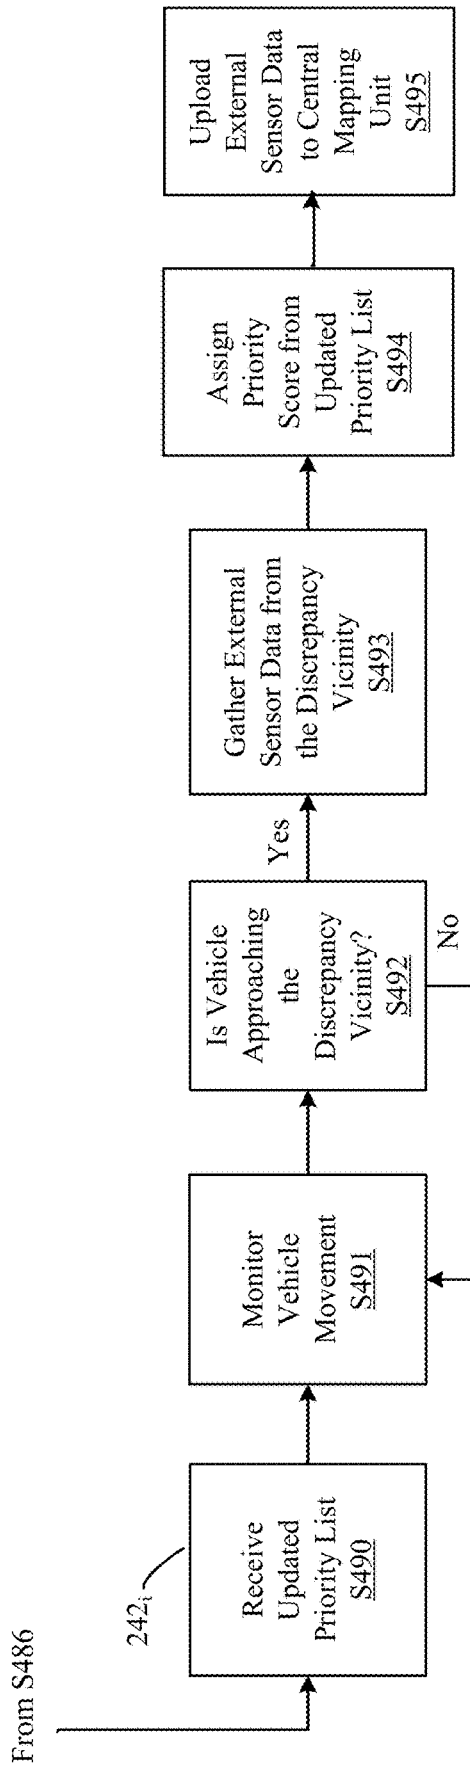 From S486
242i
Receive
Updated
Priority List
S490
Monitor
Vehicle
Movement
S491
Is Vehicle
Approaching
the
Discrepancy
Vicinity?
S492
Yes
No
Gather External
Sensor Data from
the Discrepancy
Vicinity
S493
Assign
Priority
Score from
Updated
Priority List
S494
Upload
External
Sensor Data
to Central
Mapping
Unit
S495